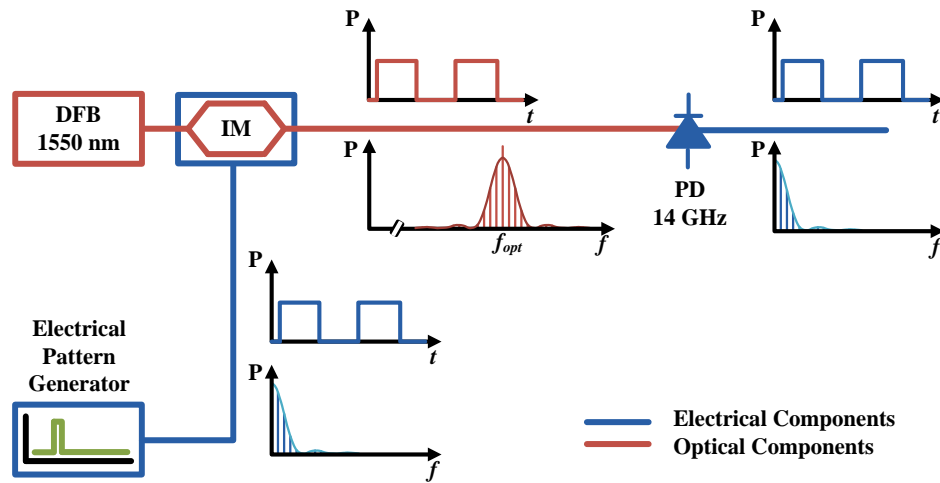 P
t
P
t
DFB
1550 nm
IM
P
f
f_opt
PD
14 GHz
P
f
P
t
Electrical
Pattern
Generator
P
f
Electrical Components
Optical Components